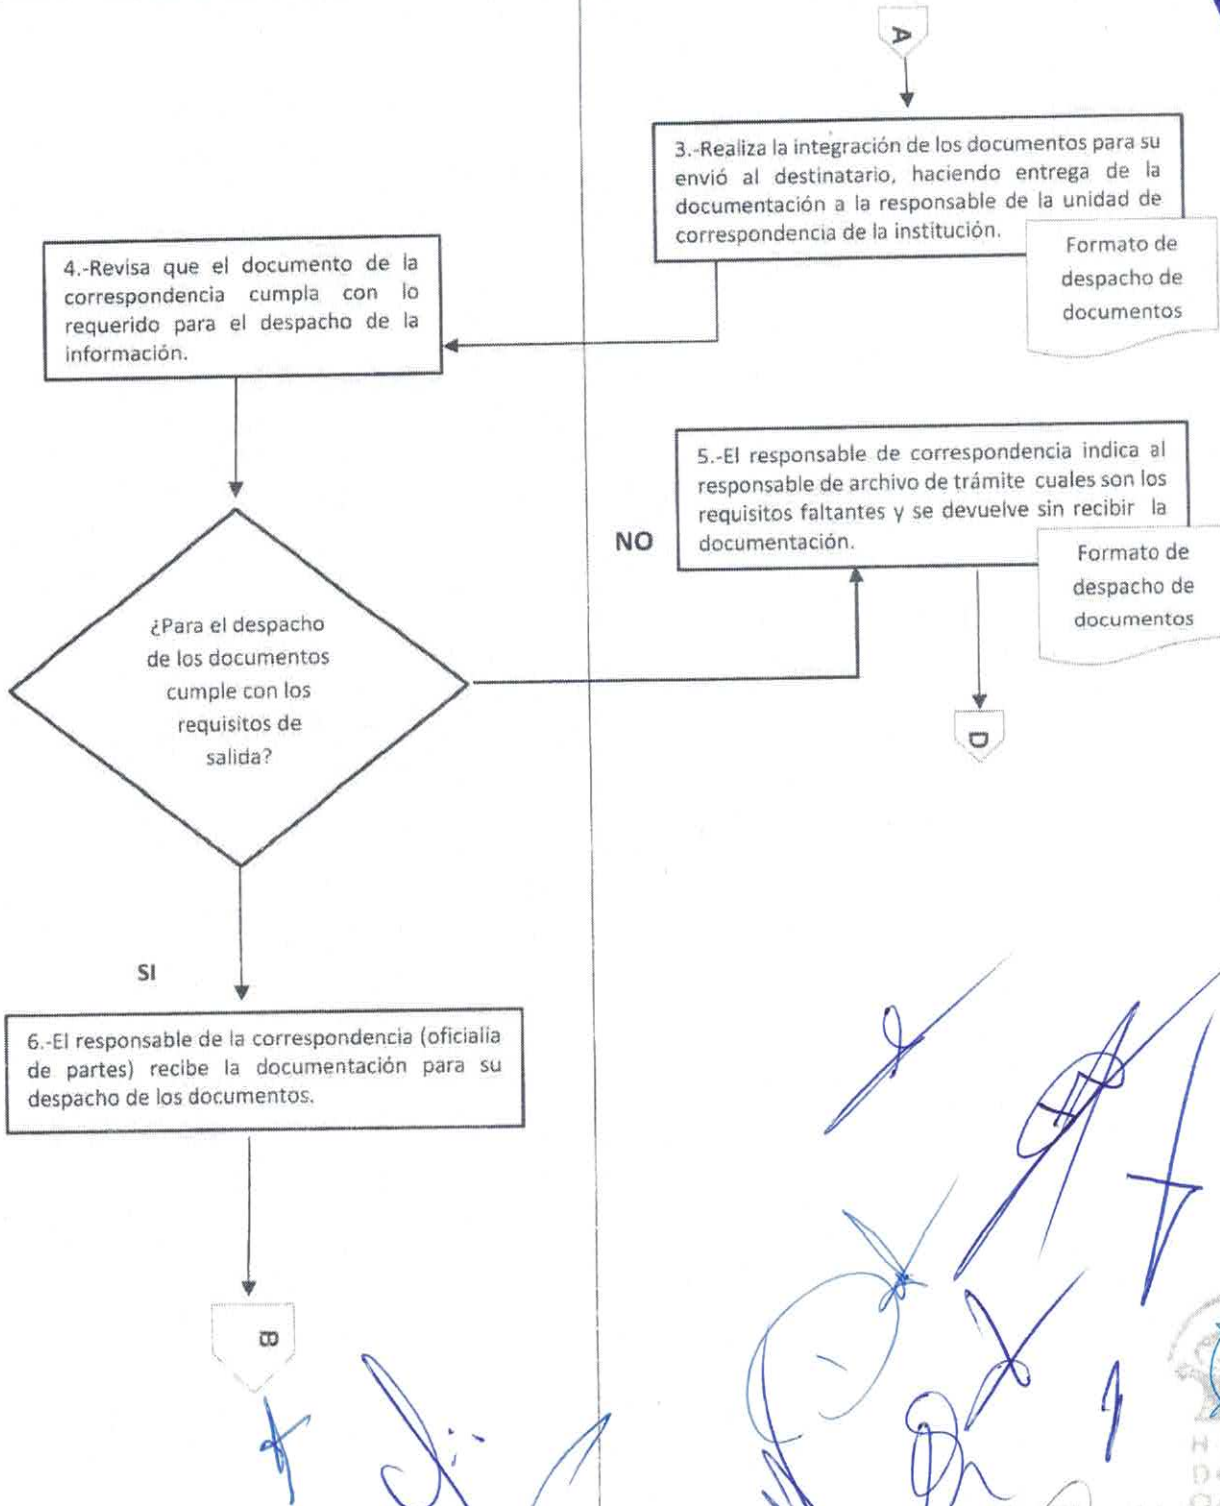 A
3.-Realiza la integración de los documentos para su
envió al destinatario, haciendo entrega de la
documentación a la responsable de la unidad de
correspondencia de la institución.
Formato de
despacho de
documentos
4.-Revisa que el documento de la
correspondencia cumpla con lo
requerido para el despacho de la
información.
5.-El responsable de correspondencia indica al
responsable de archivo de trámite cuales son los
requisitos faltantes y se devuelve sin recibir la
documentación.
NO
Formato de
despacho de
documentos
¿Para el despacho
de los documentos
cumple con los
requisitos de
salida?
D
SI
6.-El responsable de la correspondencia (oficialia
de partes) recibe la documentación para su
despacho de los documentos.
B